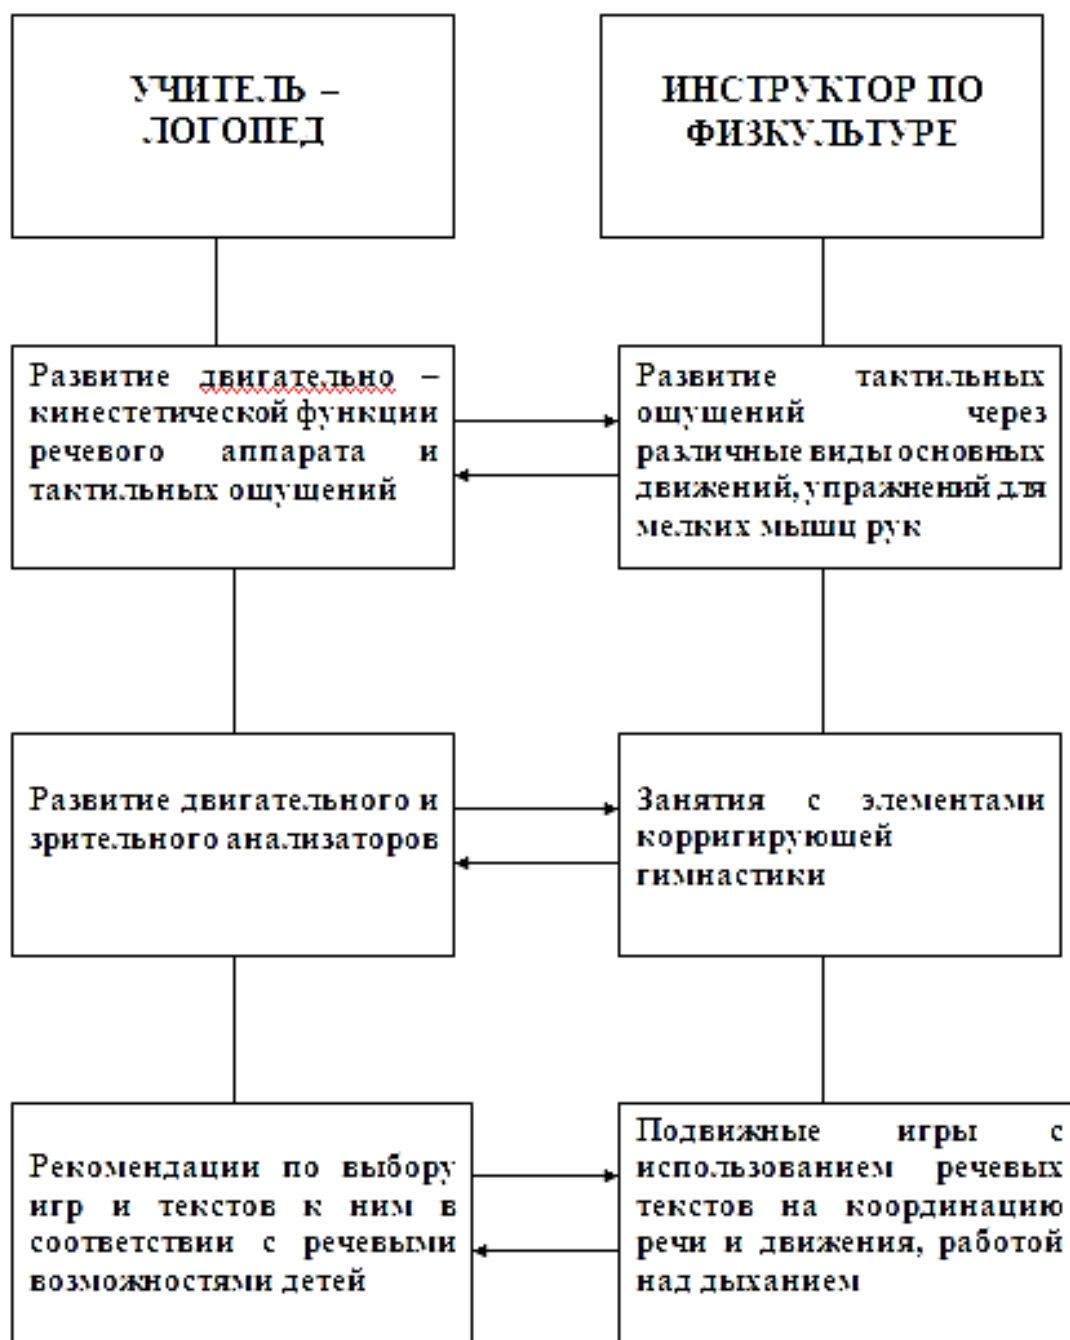 УЧИТЕЛЬ –
ЛОГОПЕД
ИНСТРУКТОР ПО
ФИЗКУЛЬТУРЕ
Развитие двигательно –
кинестетической функции
речевого аппарата и
тактильных ощущений
Развитие тактильных
ощущений через
различные виды основных
движений, упражнений для
мелких мышц рук
Развитие двигательного и
зрительного анализаторов
Занятия с элементами
корригирующей
гимнастики
Рекомендации по выбору
игр и текстов к ним в
соответствии с речевыми
возможностями детей
Подвижные игры с
использованием речевых
текстов на координацию
речи и движения, работой
над дыханием